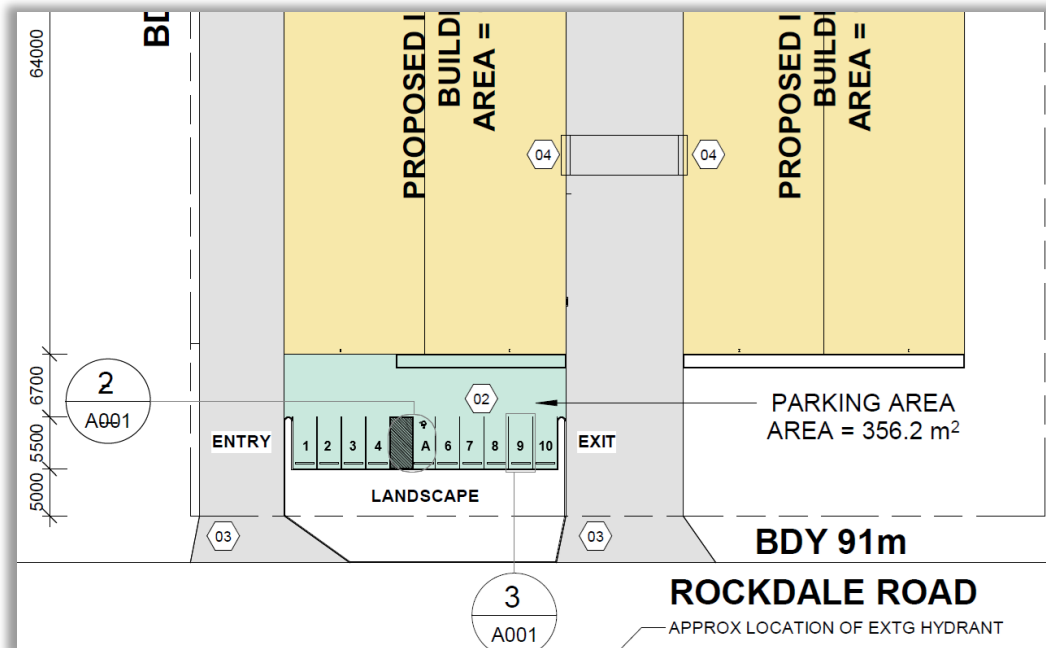 64000
BD
PROPOSED I
BUILDI
AREA =
PROPOSED I
BUILDI
AREA =
04
04
6700
2
A001
02
PARKING AREA
AREA = 356.2 m²
5500
ENTRY
1 2 3 4 A 6 7 8 9 10
EXIT
5000
LANDSCAPE
03
03
BDY 91m
3
A001
ROCKDALE ROAD
APPROX LOCATION OF EXTG HYDRANT